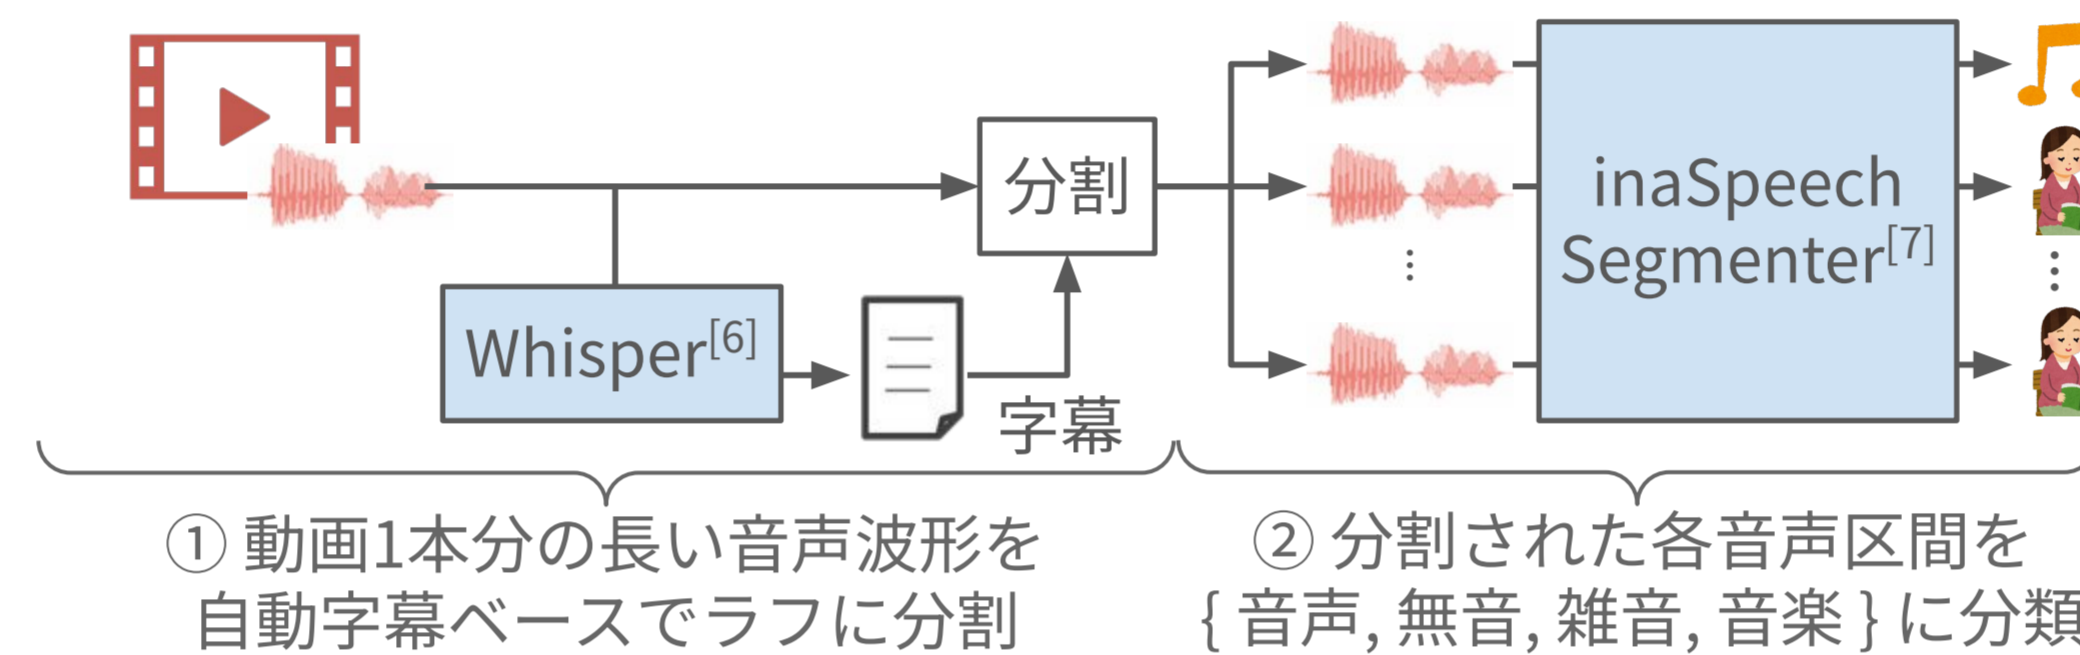 分割
inaSpeech
Segmenter[7]
Whisper[6]
字幕
① 動画1本分の長い音声波形を
自動字幕ベースでラフに分割
② 分割された各音声区間を
{ 音声, 無音, 雑音, 音楽 } に分類